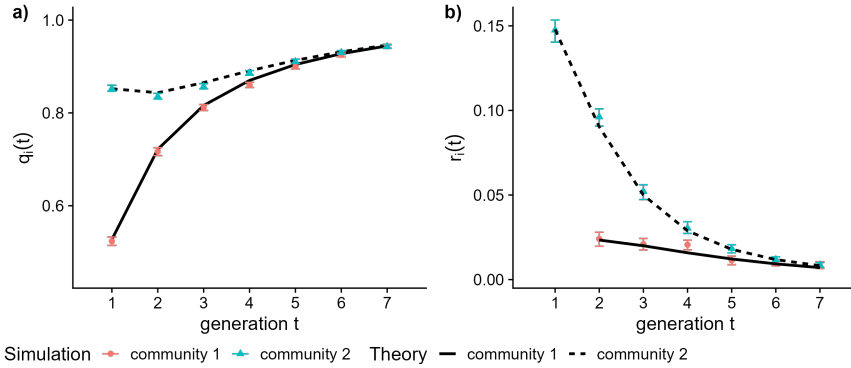 a)
1.0
0.8
0.6
qi(t)
1 2 3 4 5 6 7
generation t
b)
0.15
0.10
0.05
0.00
ri(t)
1 2 3 4 5 6 7
generation t
Simulation community 1 community 2 Theory community 1 community 2